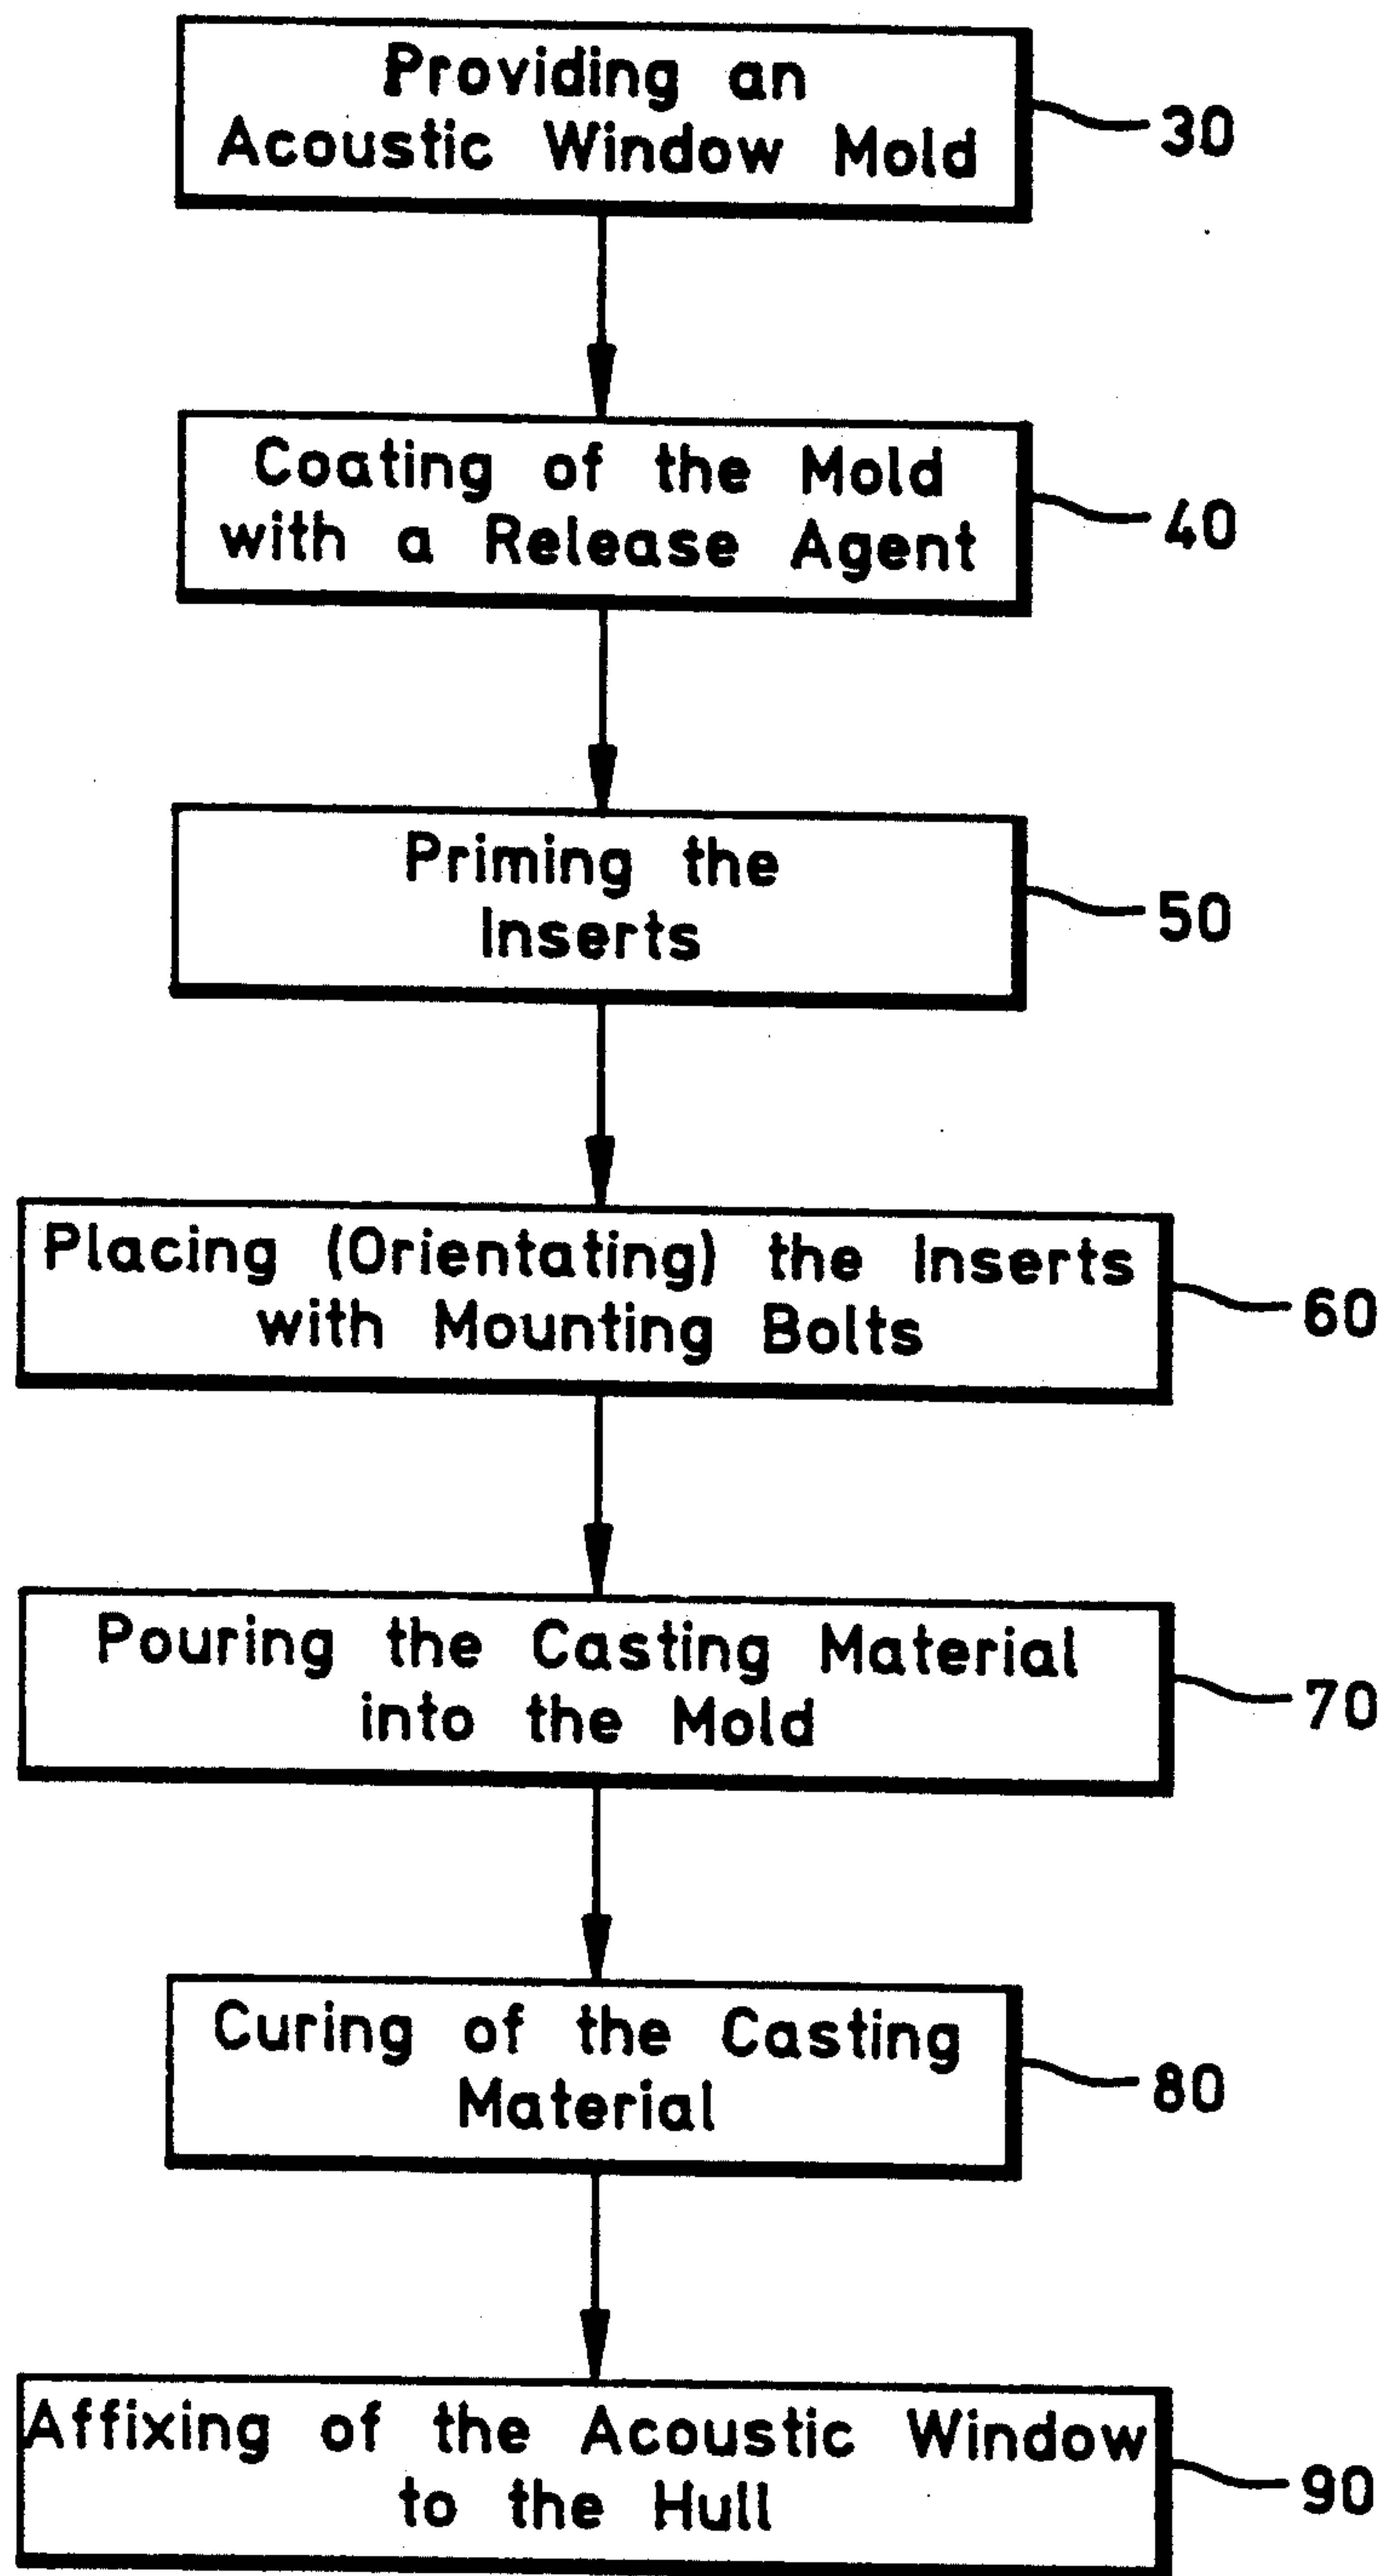 Providing an
Acoustic Window Mold
30
Coating of the Mold
with a Release Agent
40
Priming the
Inserts
50
Placing (Orientating) the Inserts
with Mounting Bolts
60
Pouring the Casting Material
into the Mold
70
Curing of the Casting
Material
80
Affixing of the Acoustic Window
to the Hull
90